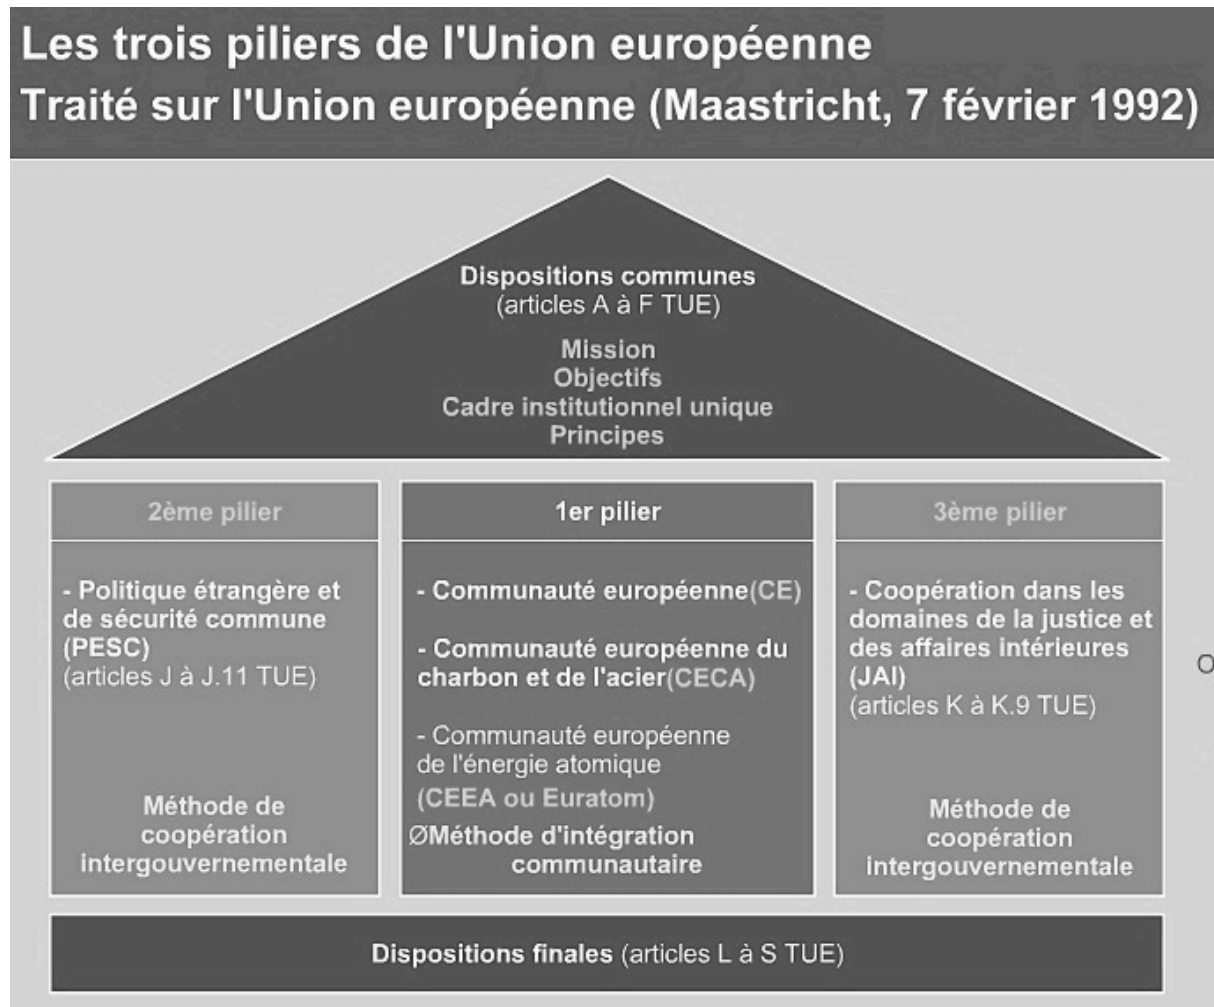 Les trois piliers de l'Union européenne
Traité sur l'Union européenne (Maastricht, 7 février 1992)
Dispositions communes
(articles A à F TUE)
Mission
Objectifs
Cadre institutionnel unique
Principes
2ème pilier
- Politique étrangère et
de sécurité commune
(PESC)
(articles J à J.11 TUE)
Méthode de
coopération
intergouvernementale
1er pilier
- Communauté européenne(CE)
- Communauté européenne du
charbon et de l'acier(CECA)
- Communauté européenne
de l'énergie atomique
(CEEA ou Euratom)
ØMéthode d'intégration
communautaire
3ème pilier
- Coopération dans les
domaines de la justice et
des affaires intérieures
(JAI)
(articles K à K.9 TUE)
Méthode de
coopération
intergouvernementale
Dispositions finales (articles L à S TUE)